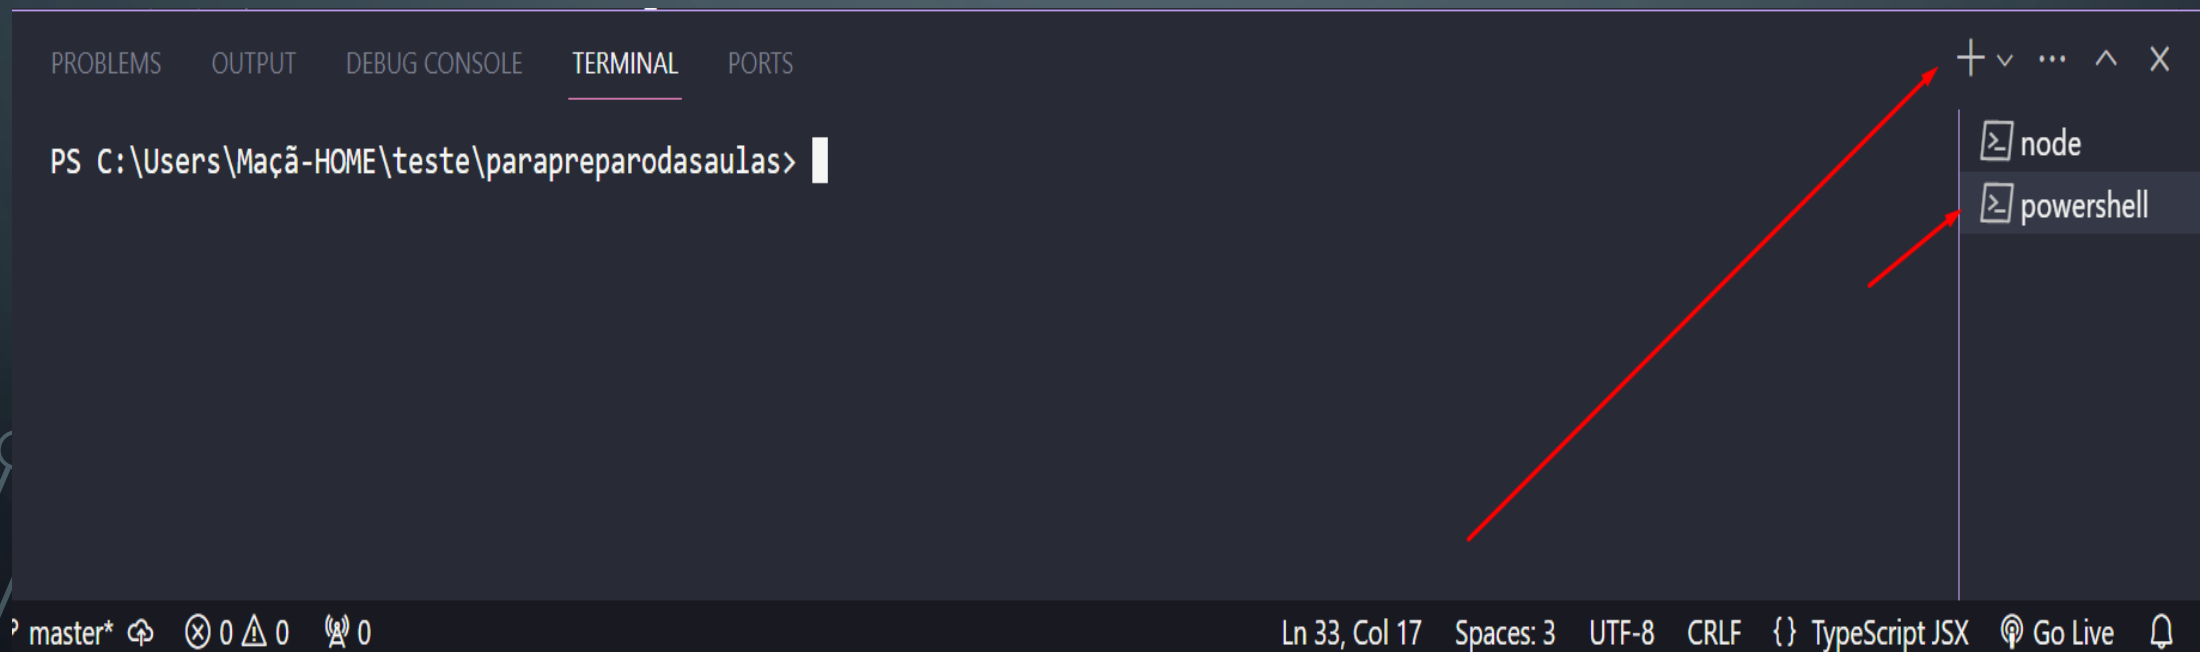 PROBLEMS OUTPUT DEBUG CONSOLE TERMINAL PORTS
PS C:\Users\Maçã-HOME\teste\parapreparodasaulas>
node
powershell
master* 0 0 0 Ln 33, Col 17 Spaces: 3 UTF-8 CRLF {} TypeScript JSX Go Live